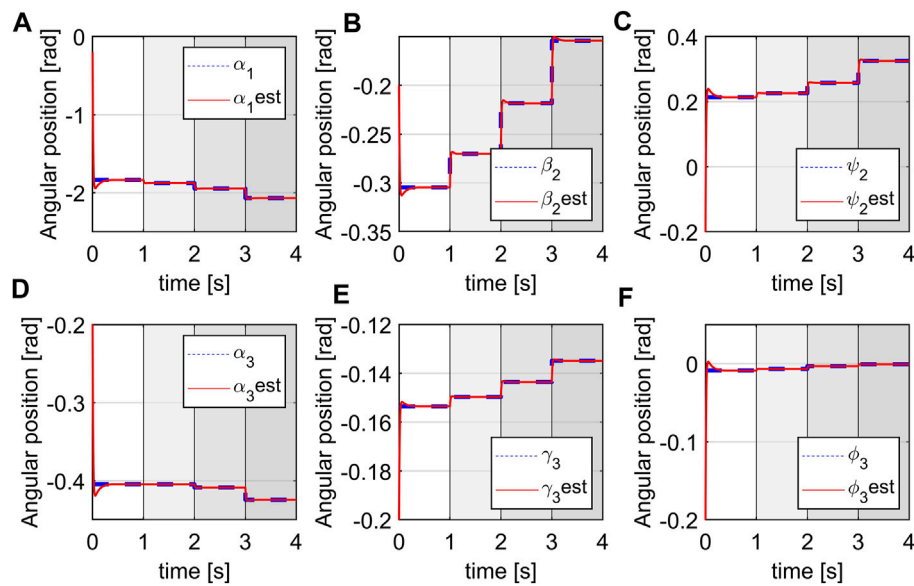 A
Angular position [rad]
0
-1
-2
α1
α1est
0 1 2 3 4
time [s]
B
Angular position [rad]
-0.2
-0.25
-0.3
-0.35
β2
β2est
0 1 2 3 4
time [s]
C
Angular position [rad]
0.4
0.2
0
-0.2
ψ2
ψ2est
0 1 2 3 4
time [s]
D
Angular position [rad]
-0.2
-0.3
-0.4
α3
α3est
0 1 2 3 4
time [s]
E
Angular position [rad]
-0.12
-0.14
-0.16
-0.18
-0.2
γ3
γ3est
0 1 2 3 4
time [s]
F
Angular position [rad]
0
-0.1
-0.2
ϕ3
ϕ3est
0 1 2 3 4
time [s]